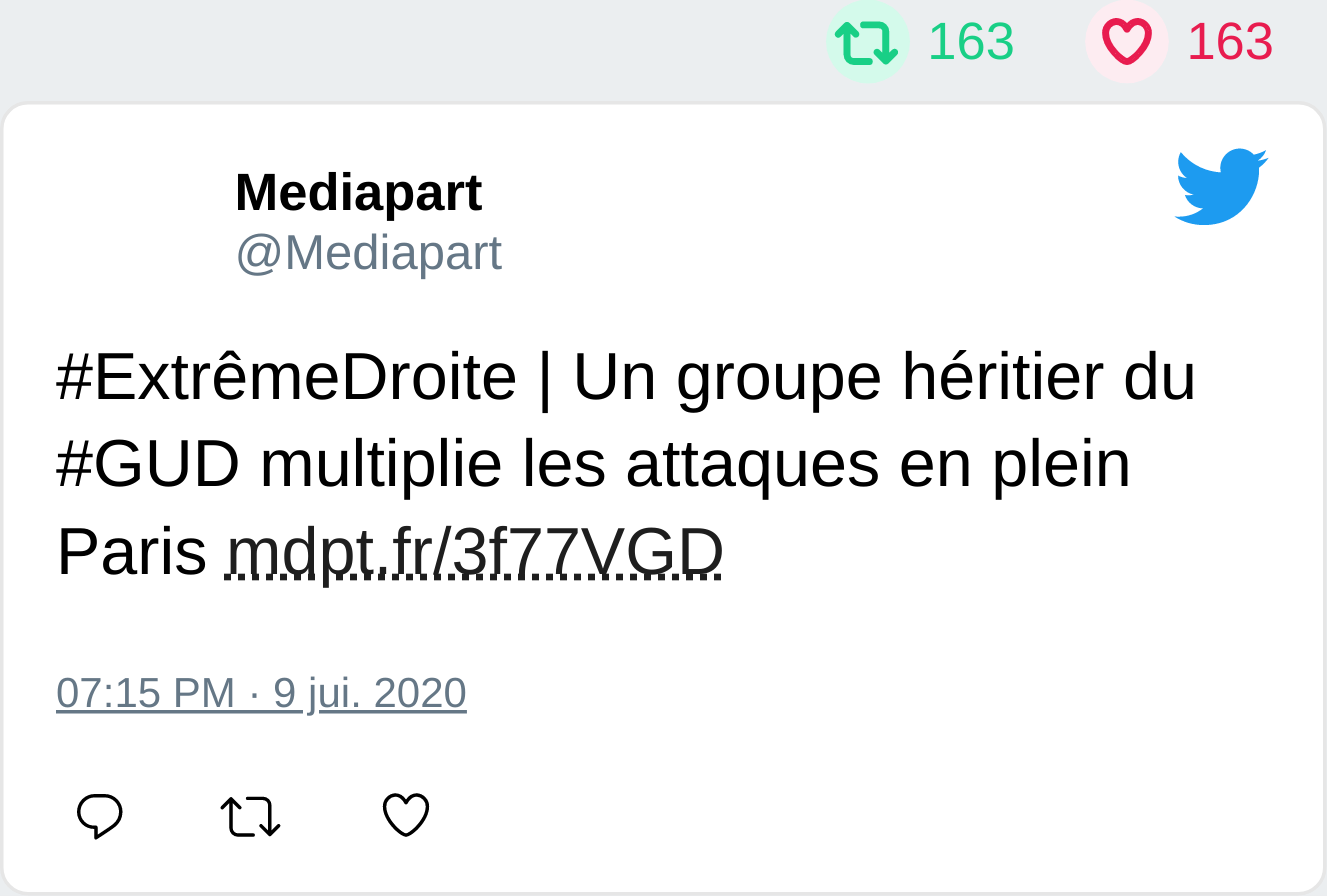 163 163
Mediapart
@Mediapart
#ExtrêmeDroite | Un groupe héritier du
#GUD multiplie les attaques en plein
Paris mdpt.fr/3f77VGD
07:15 PM · 9 jui. 2020